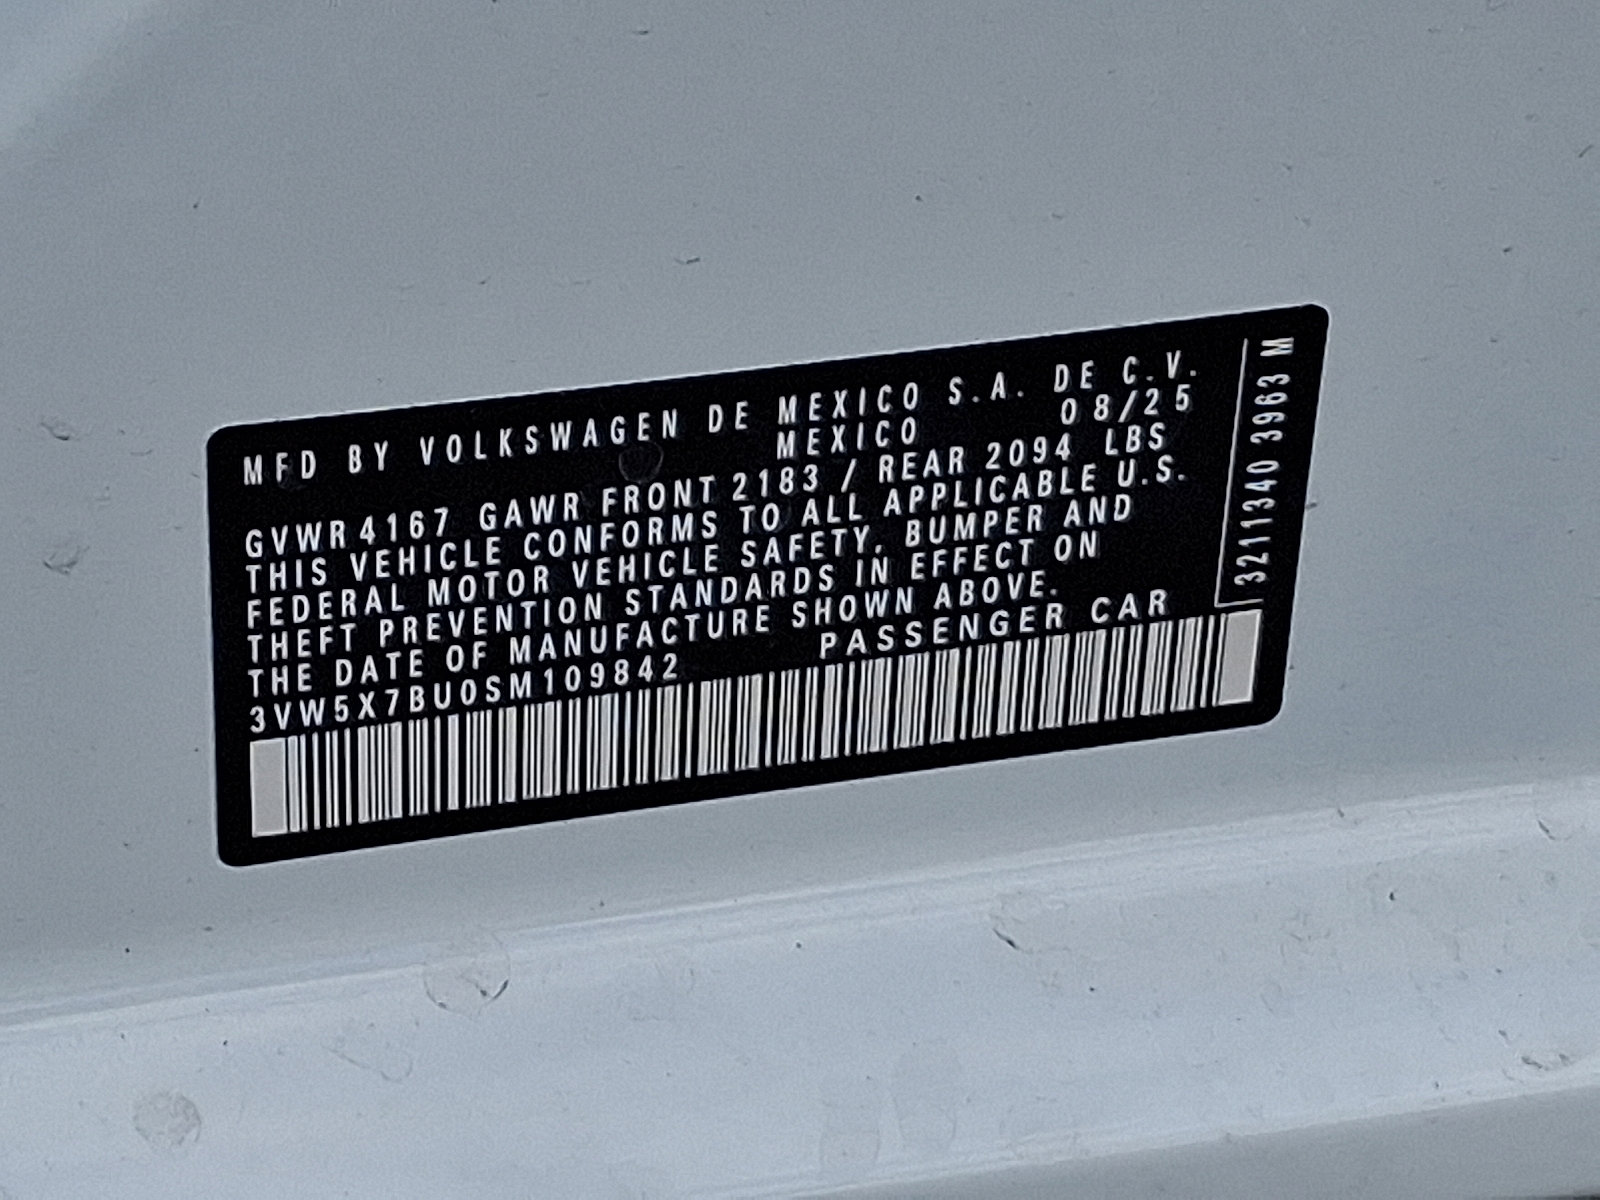 MFD BY VOLKSWAGEN DE MEXICO S.A. DE C.V.
MEXICO 08/25
GVWR 4167 GAWR FRONT 2183 / REAR 2094 LBS
THIS VEHICLE CONFORMS TO ALL APPLICABLE U.S.
FEDERAL MOTOR VEHICLE SAFETY, BUMPER AND
THEFT PREVENTION STANDARDS IN EFFECT ON
THE DATE OF MANUFACTURE SHOWN ABOVE.
3VW5X7BU0SM109842 PASSENGER CAR
3211340 3963 M